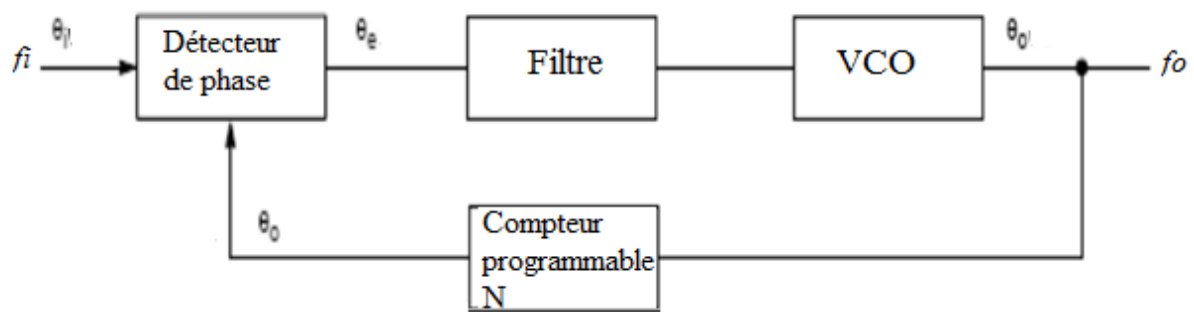 θi
θe
θo'
fi
Détecteur
de phase
Filtre
VCO
fo
θo
Compteur
programmable
N